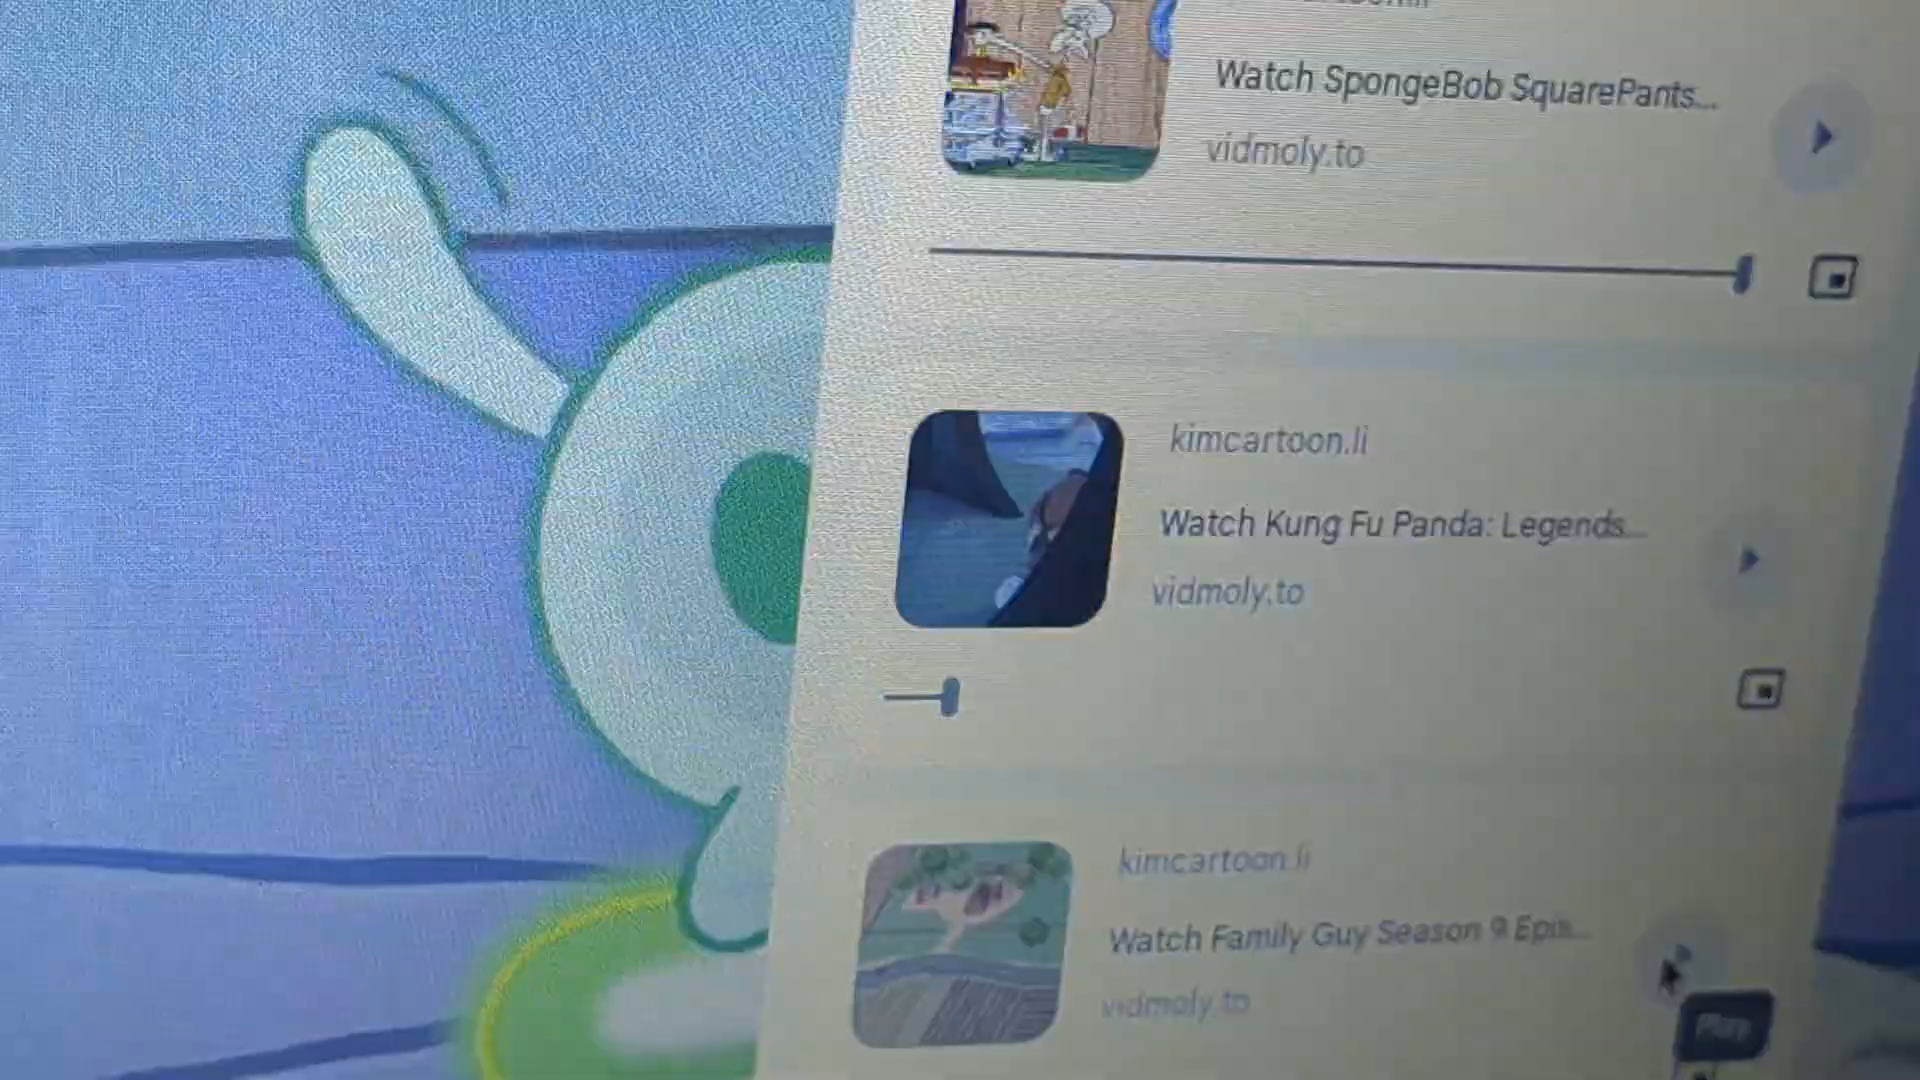 Watch SpongeBob SquarePants...
vidmoly.to
kimcartoon.li
Watch Kung Fu Panda: Legends...
vidmoly.to
kimcartoon.li
Watch Family Guy Season 9 Epis...
vidmoly.to
Play